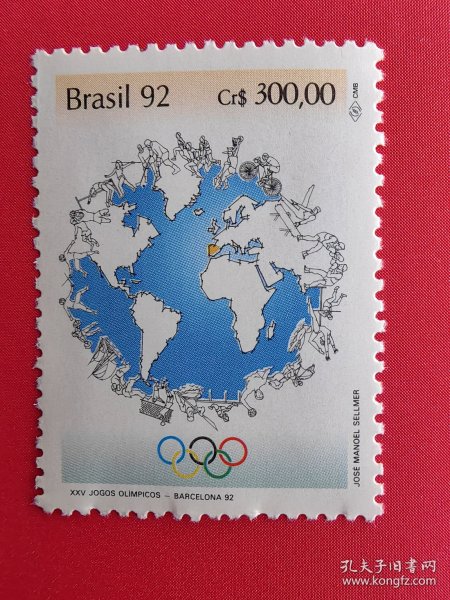 Brasil 92 Cr$ 300,00
CMB
JOSÉ MANOEL SELLMER
XXV JOGOS OLÍMPICOS – BARCELONA 92
孔夫子旧书网
www.kongfz.com